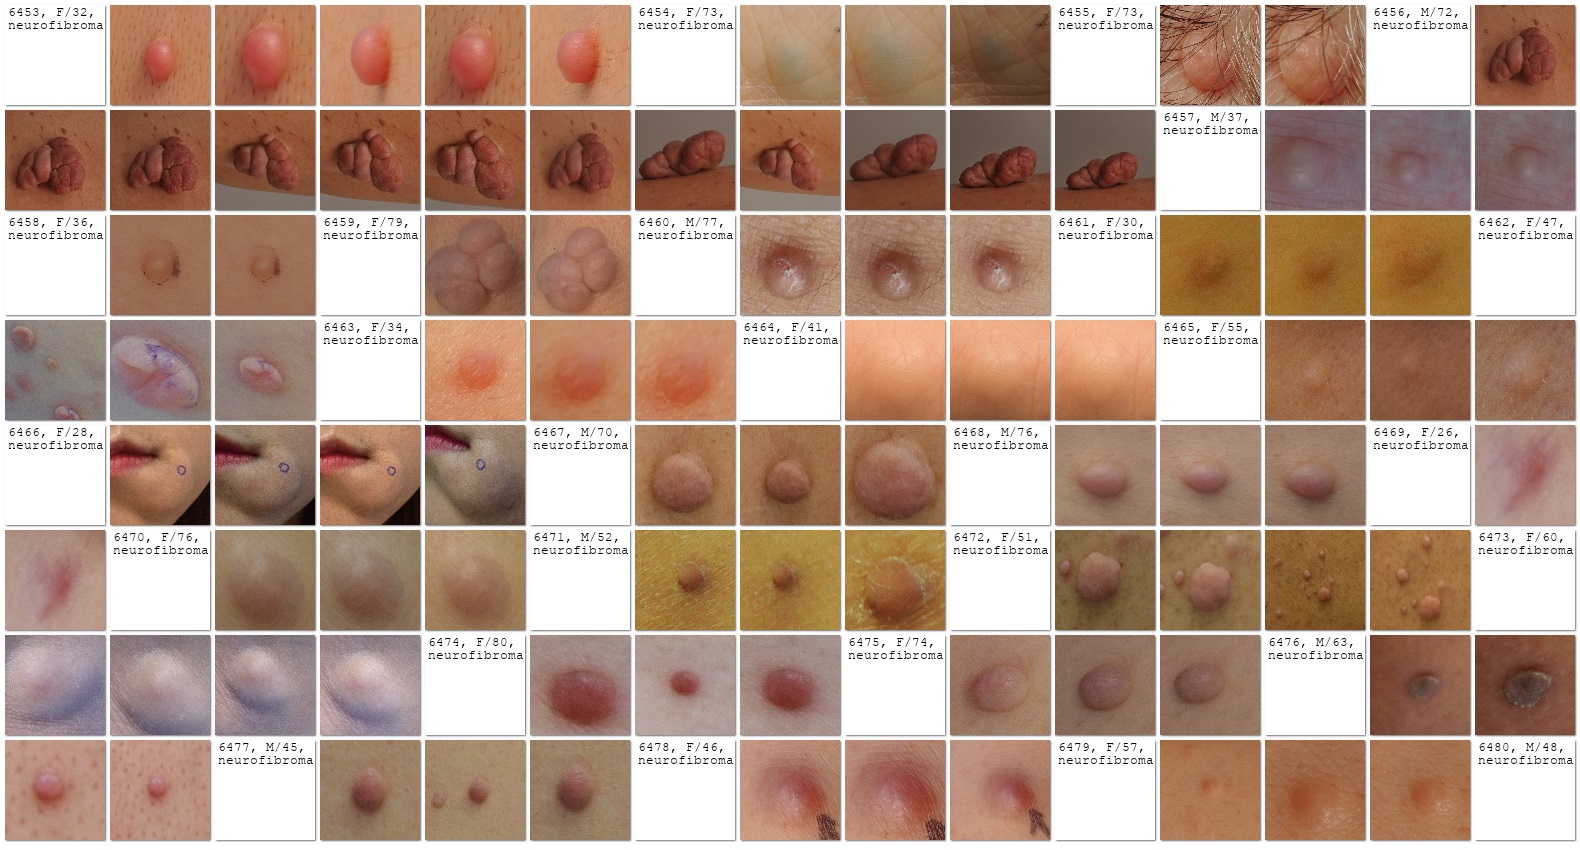 6453, F/32,
neurofibroma
6454, F/73,
neurofibroma
6455, F/73,
neurofibroma
6456, M/72,
neurofibroma
6457, M/37,
neurofibroma
6458, F/36,
neurofibroma
6459, F/79,
neurofibroma
6460, M/77,
neurofibroma
6461, F/30,
neurofibroma
6462, F/47,
neurofibroma
6463, F/34,
neurofibroma
6464, F/41,
neurofibroma
6465, F/55,
neurofibroma
6466, F/28,
neurofibroma
6467, M/70,
neurofibroma
6468, M/76,
neurofibroma
6469, F/26,
neurofibroma
6470, F/76,
neurofibroma
6471, M/52,
neurofibroma
6472, F/51,
neurofibroma
6473, F/60,
neurofibroma
6474, F/80,
neurofibroma
6475, F/74,
neurofibroma
6476, M/63,
neurofibroma
6477, M/45,
neurofibroma
6478, F/46,
neurofibroma
6479, F/57,
neurofibroma
6480, M/48,
neurofibroma